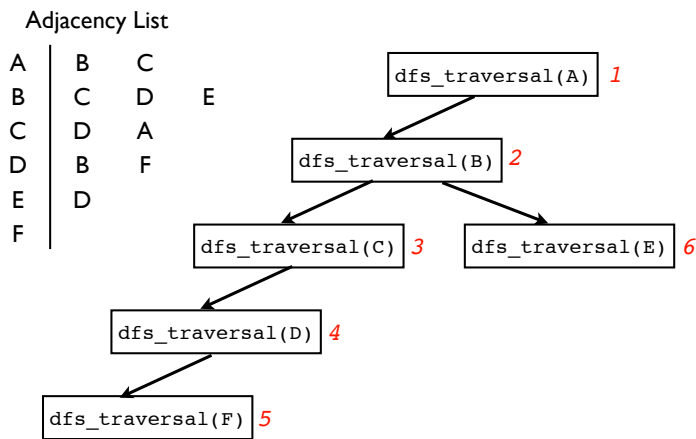 Adjacency List
A B C
B C D E
C D A
D B F
E D
F
dfs_traversal(A) 1
dfs_traversal(B) 2
dfs_traversal(C) 3
dfs_traversal(E) 6
dfs_traversal(D) 4
dfs_traversal(F) 5